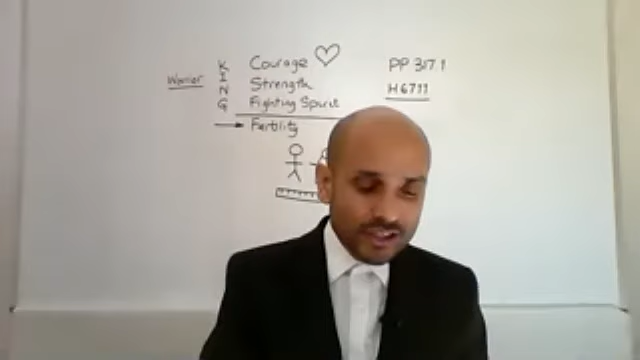 K Courage PP 317.1
Warrior I Strength H6711
N Fighting Spirit
G
Fertility